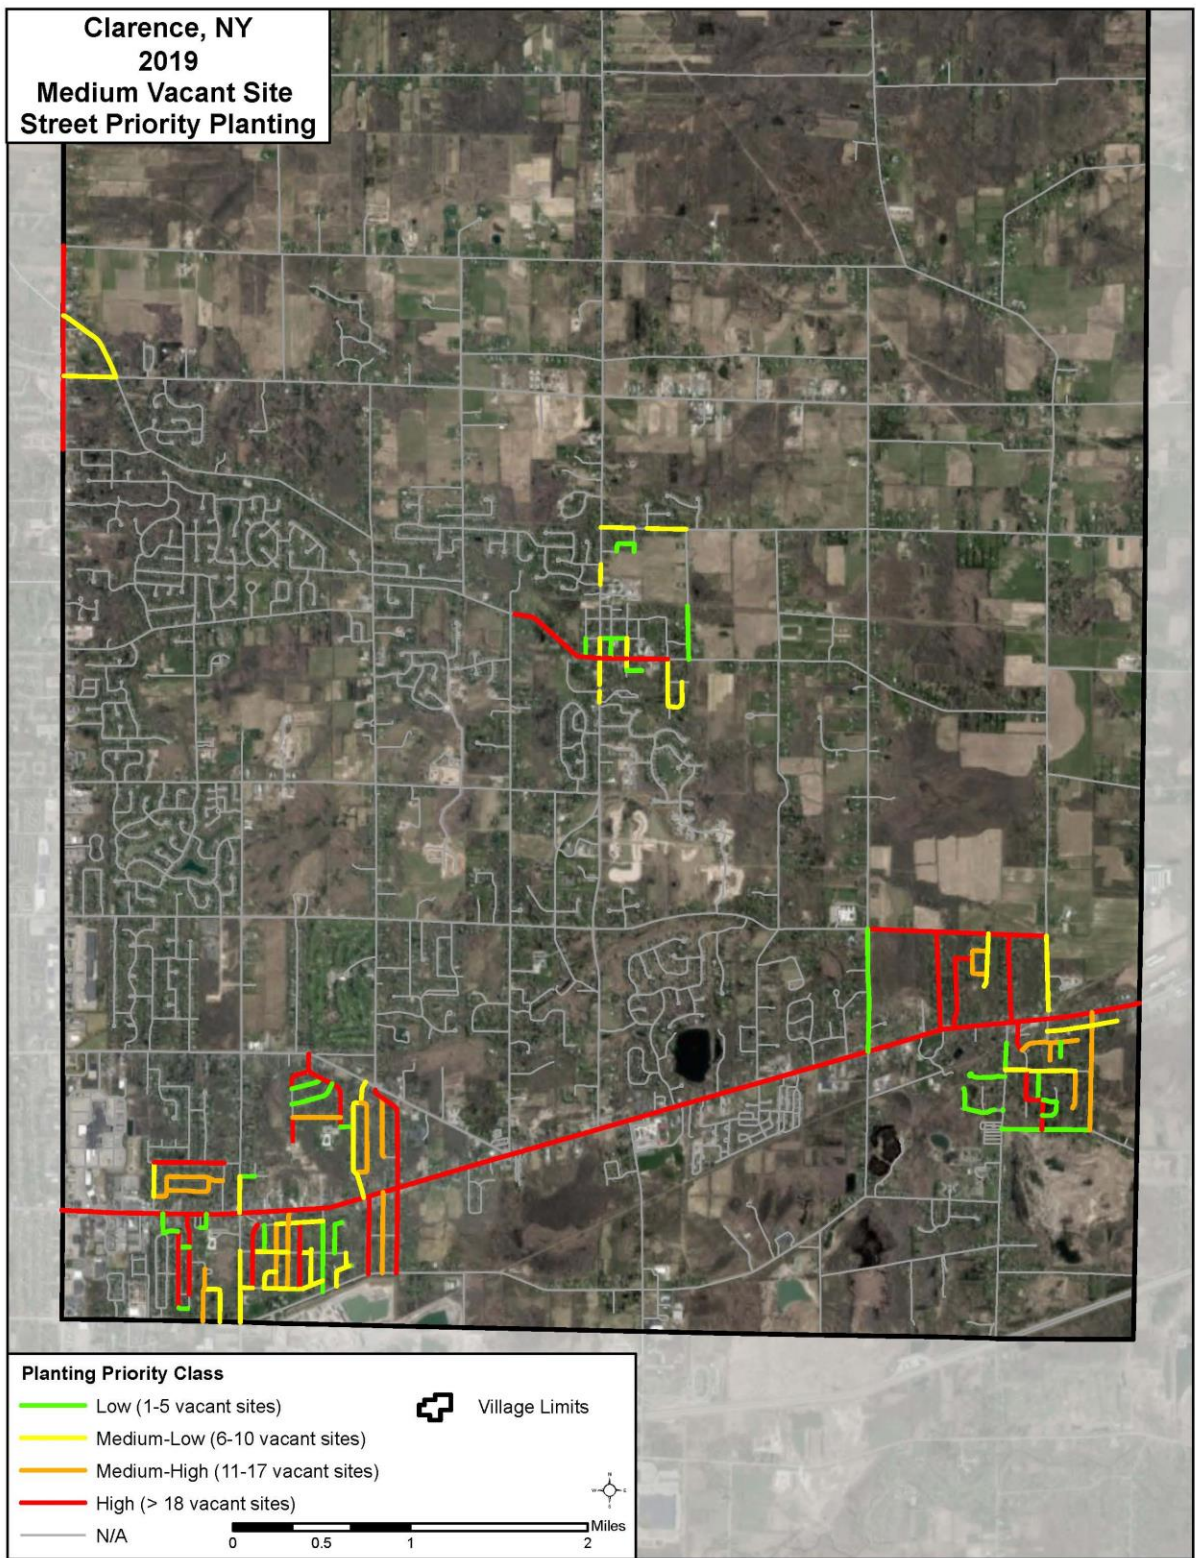 Clarence, NY
2019
Medium Vacant Site
Street Priority Planting
Planting Priority Class
Low (1-5 vacant sites)
Village Limits
Medium-Low (6-10 vacant sites)
Medium-High (11-17 vacant sites)
N
W E
S
High (> 18 vacant sites)
N/A
Miles
0 0.5 1 2